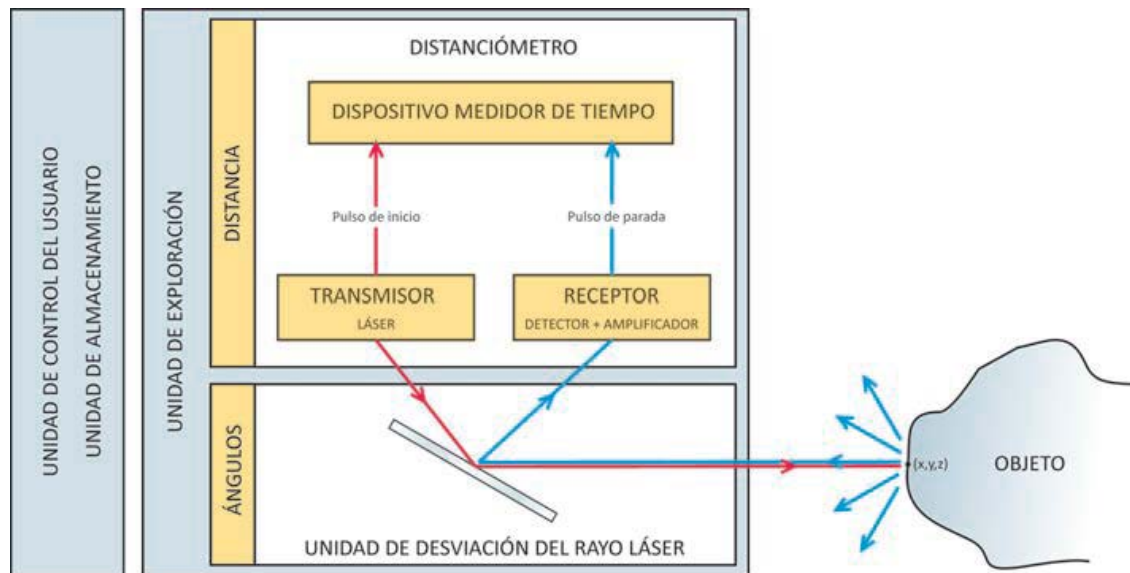 UNIDAD DE CONTROL DEL USUARIO
UNIDAD DE ALMACENAMIENTO
UNIDAD DE EXPLORACIÓN
DISTANCIA
DISTANCIÓMETRO
DISPOSITIVO MEDIDOR DE TIEMPO
Pulso de inicio
Pulso de parada
TRANSMISOR
LÁSER
RECEPTOR
DETECTOR + AMPLIFICADOR
ÁNGULOS
UNIDAD DE DESVIACIÓN DEL RAYO LÁSER
(x,y,z)
OBJETO